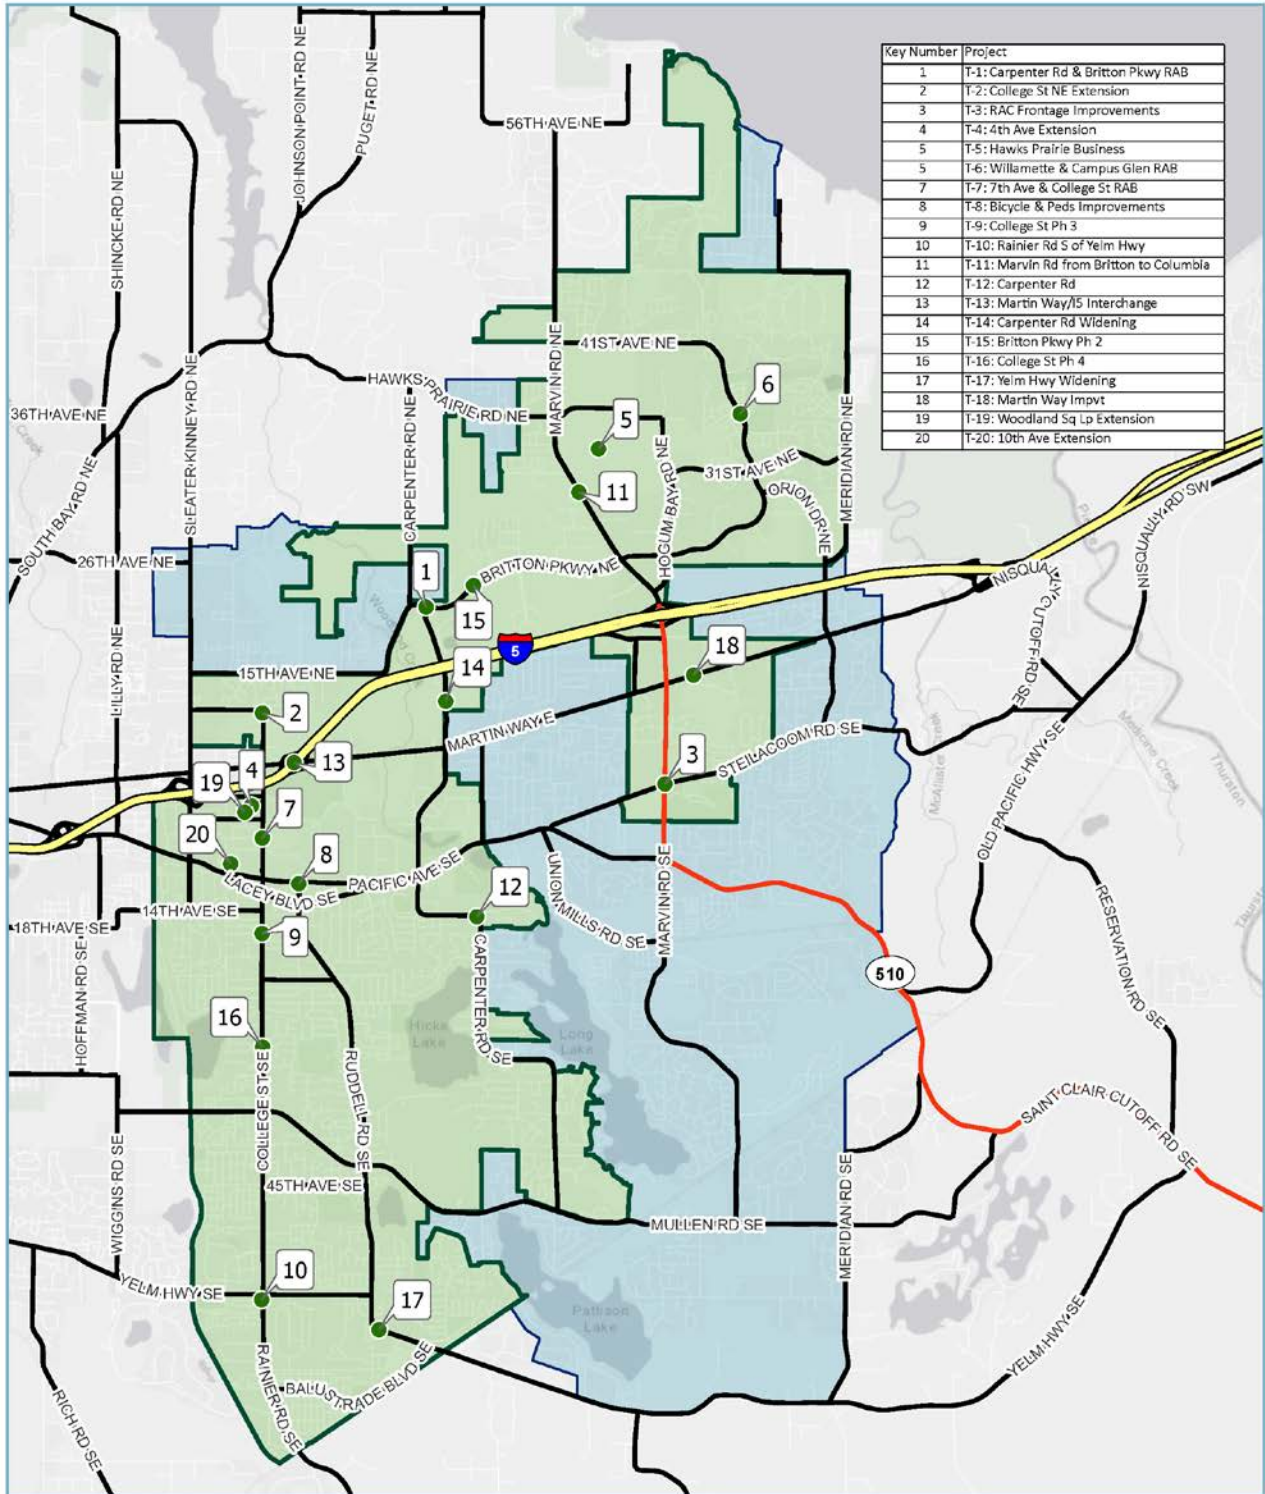 Key Number Project
1 T-1: Carpenter Rd & Britton Pkwy RAB
2 T-2: College St NE Extension
3 T-3: RAC Frontage Improvements
4 T-4: 4th Ave Extension
5 T-5: Hawks Prairie Business
5 T-6: Willamette & Campus Glen RAB
7 T-7: 7th Ave & College St RAB
8 T-8: Bicycle & Peds Improvements
9 T-9: College St Ph 3
10 T-10: Rainier Rd S of Yelm Hwy
11 T-11: Marvin Rd from Britton to Columbia
12 T-12: Carpenter Rd
13 T-13: Martin Way/I5 Interchange
14 T-14: Carpenter Rd Widening
15 T-15: Britton Pkwy Ph 2
16 T-16: College St Ph 4
17 T-17: Yelm Hwy Widening
18 T-18: Martin Way Impvt
19 T-19: Woodland Sq Lp Extension
20 T-20: 10th Ave Extension
JOHNSON POINT RD NE
PUGET RD NE
56TH AVE NE
SHINCKE RD NE
SLEATER KINNEY RD NE
MARVIN RD NE
41ST AVE NE
MERIDIAN RD NE
HAWKS PRAIRIE RD NE
6
36TH AVE NE
5
CARPENTER RD NE
HOGUM BAY RD NE
31ST AVE NE
11
ORION DR NE
SOUTH BAY RD NE
NISQUALLY RD SW
26TH AVE NE
1
BRITTON PKWY NE
15
NISQUALLY CUTOFF RD SE
5
LILLY RD NE
15TH AVE NE
14
18
2
MARTIN WAY E
McAllister Creek
Medicine Creek
Thurston
13
STEILACOOM RD SE
3
OLD PACIFIC HWY SE
19
4
7
20
8
LACEY BLVD SE
PACIFIC AVE SE
12
UNION MILLS RD SE
MARVIN RD SE
RESERVATION RD SE
14TH AVE SE
18TH AVE SE
9
HOFFMAN RD SE
CARPENTER RD SE
510
16
Hicks
Lake
Long
Lake
COLLEGE ST SE
RUDDELL RD SE
SAINT CLAIR CUTOFF RD SE
WIGGINS RD SE
45TH AVE SE
MULLEN RD SE
MERIDIAN RD SE
YELM HWY SE
10
17
Pattison
Lake
YELM HWY SE
RAINIER RD SE
BALUSTRADE BLVD SE
RICH RD SE